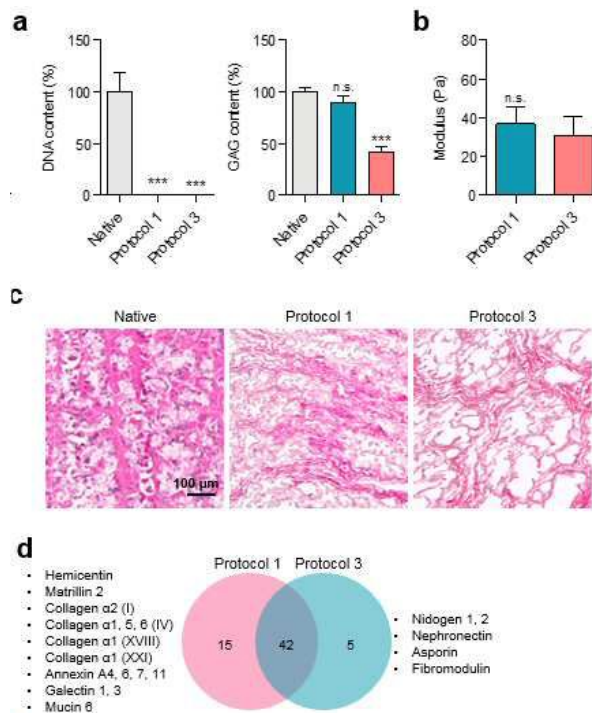 a
b
150
100
50
0
DNA content (%)
***
***
Native
Protocol 1
Protocol 3
150
100
50
0
GAG content (%)
n.s.
***
Native
Protocol 1
Protocol 3
80
60
40
20
0
Modulus (Pa)
n.s.
Protocol 1
Protocol 3
c
Native
Protocol 1
Protocol 3
100 µm
d
Protocol 1
Protocol 3
• Hemicentin
• Matrillin 2
• Collagen α2 (I)
• Collagen α1, 5, 6 (IV)
• Collagen α1 (XVIII)
• Collagen α1 (XXI)
• Annexin A4, 6, 7, 11
• Galectin 1, 3
• Mucin 6
15
42
5
• Nidogen 1, 2
• Nephronectin
• Asporin
• Fibromodulin